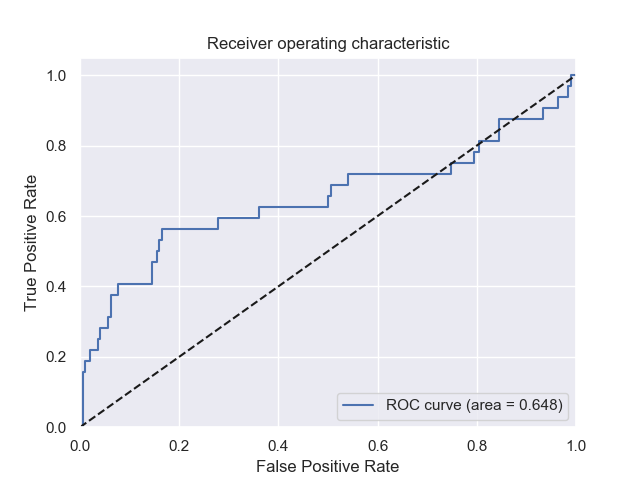 Receiver operating characteristic
1.0
0.8
0.6
0.4
0.2
0.0
True Positive Rate
ROC curve (area = 0.648)
0.0 0.2 0.4 0.6 0.8 1.0
False Positive Rate